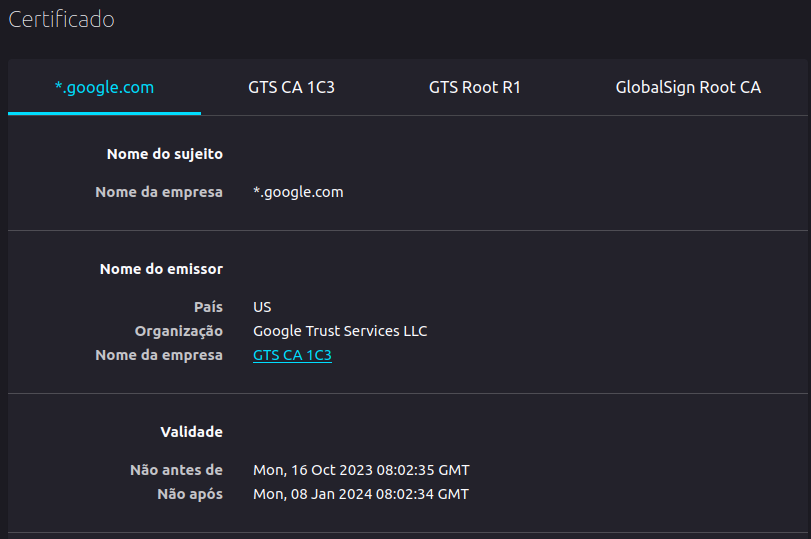 Certificado
*.google.com GTS CA 1C3 GTS Root R1 GlobalSign Root CA
Nome do sujeito
Nome da empresa *.google.com
Nome do emissor
País US
Organização Google Trust Services LLC
Nome da empresa GTS CA 1C3
Validade
Não antes de Mon, 16 Oct 2023 08:02:35 GMT
Não após Mon, 08 Jan 2024 08:02:34 GMT